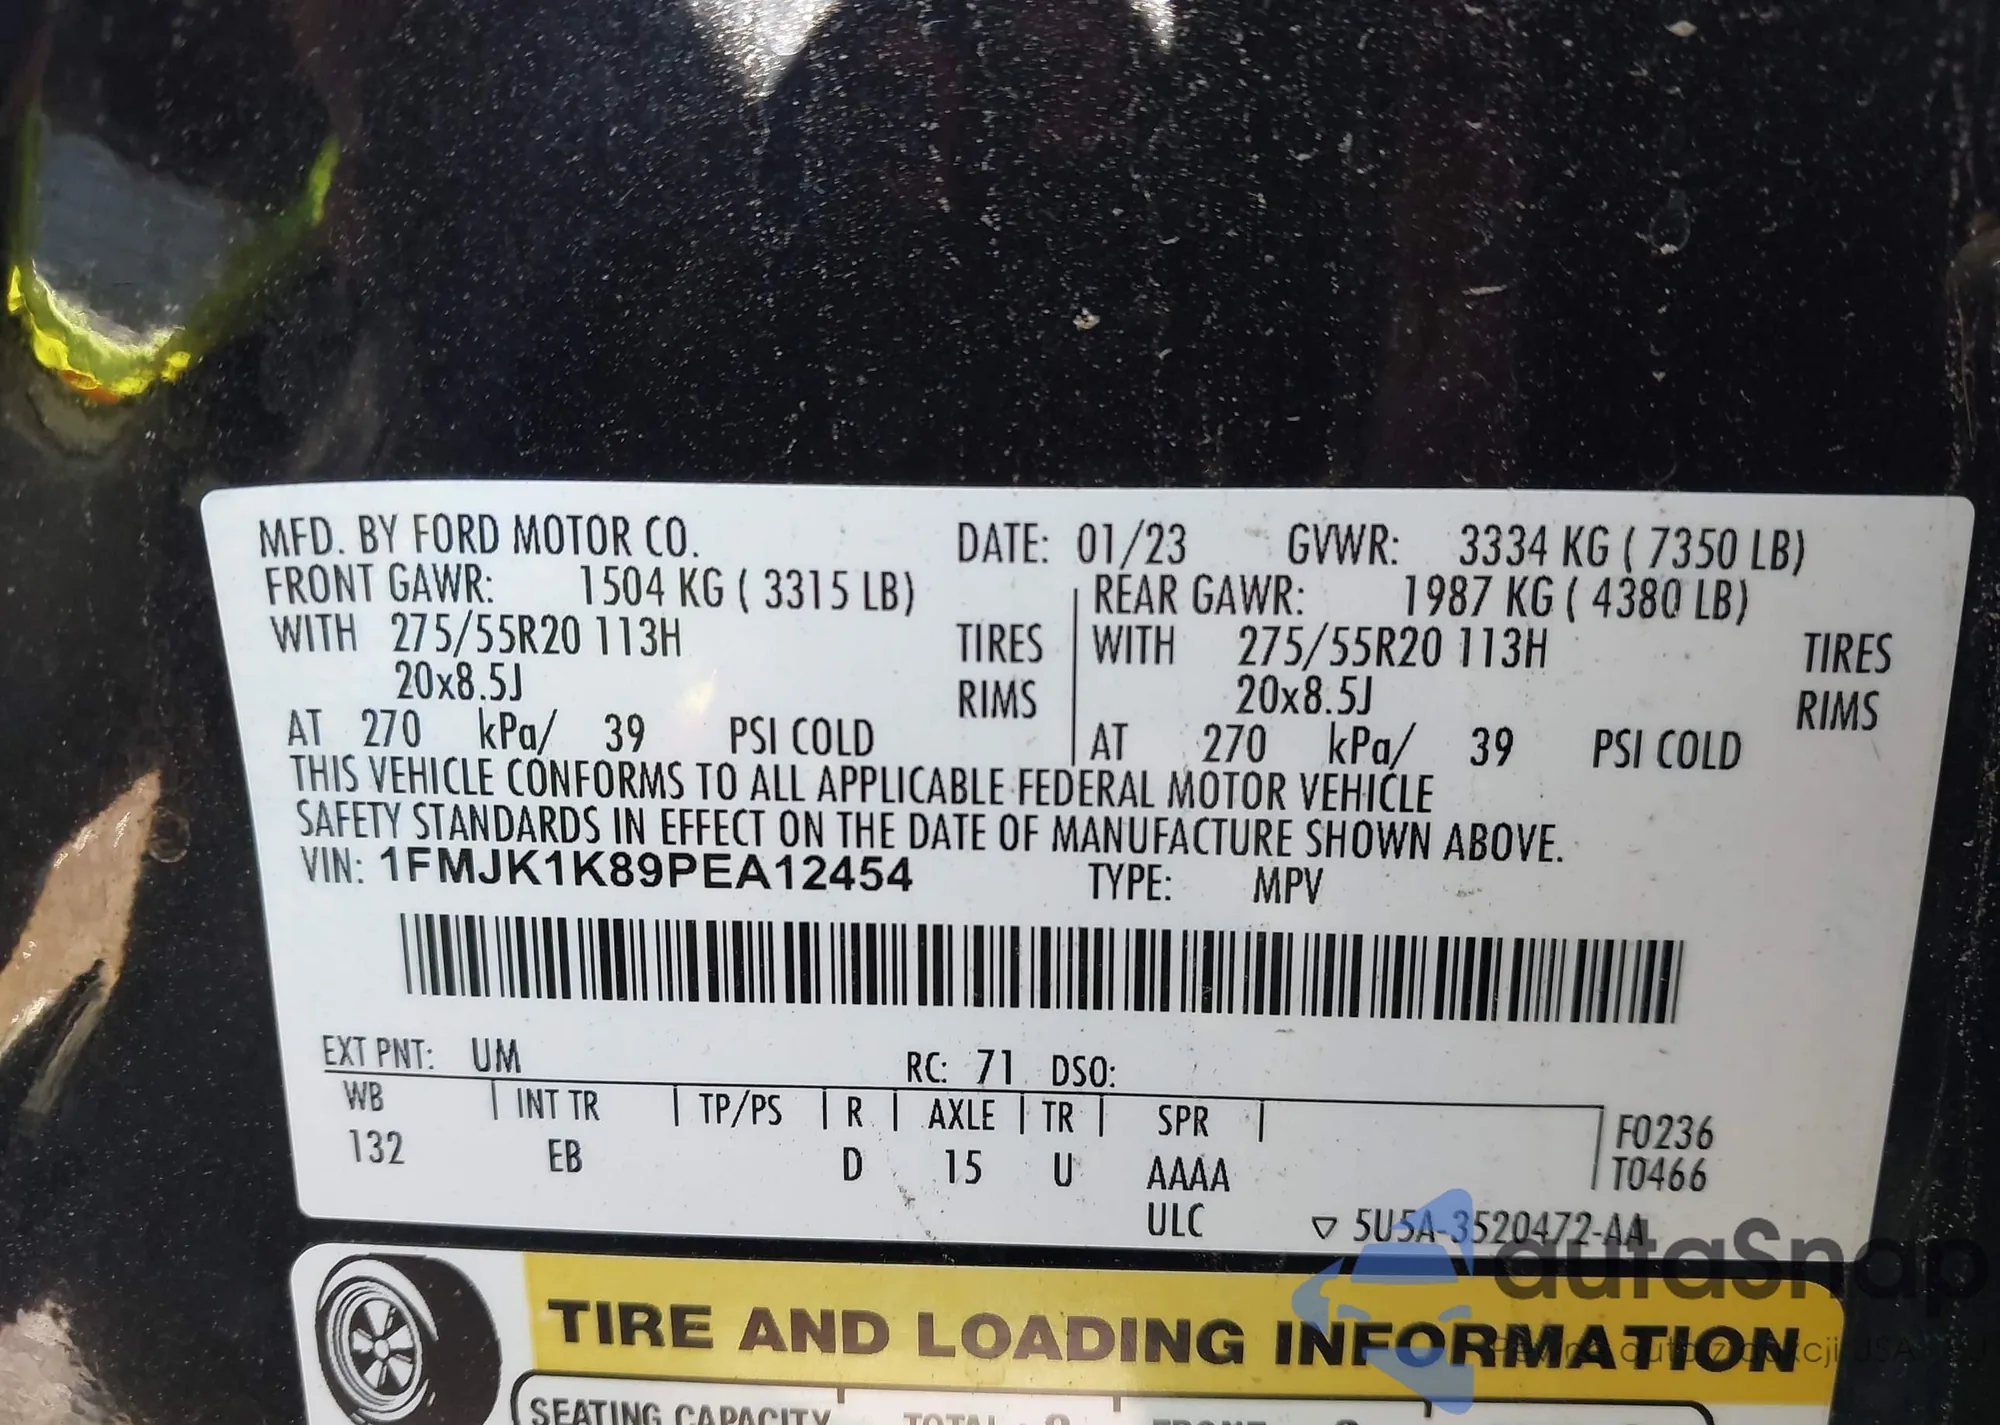 MFD. BY FORD MOTOR CO. DATE: 01/23 GVWR: 3334 KG ( 7350 LB)
FRONT GAWR: 1504 KG ( 3315 LB) REAR GAWR: 1987 KG ( 4380 LB)
WITH 275/55R20 113H TIRES WITH 275/55R20 113H TIRES
20x8.5J RIMS 20x8.5J RIMS
AT 270 kPa/ 39 PSI COLD AT 270 kPa/ 39 PSI COLD
THIS VEHICLE CONFORMS TO ALL APPLICABLE FEDERAL MOTOR VEHICLE
SAFETY STANDARDS IN EFFECT ON THE DATE OF MANUFACTURE SHOWN ABOVE.
VIN: 1FMJK1K89PEA12454 TYPE: MPV
EXT PNT: UM RC: 71 DSO:
WB INT TR TP/PS R AXLE TR SPR F0236
132 EB D 15 U AAAA T0466
ULC 5U5A-3520472-AA
autaSnap
TIRE AND LOADING INFORMATION
SEATING CAPACITY TOTAL FRONT